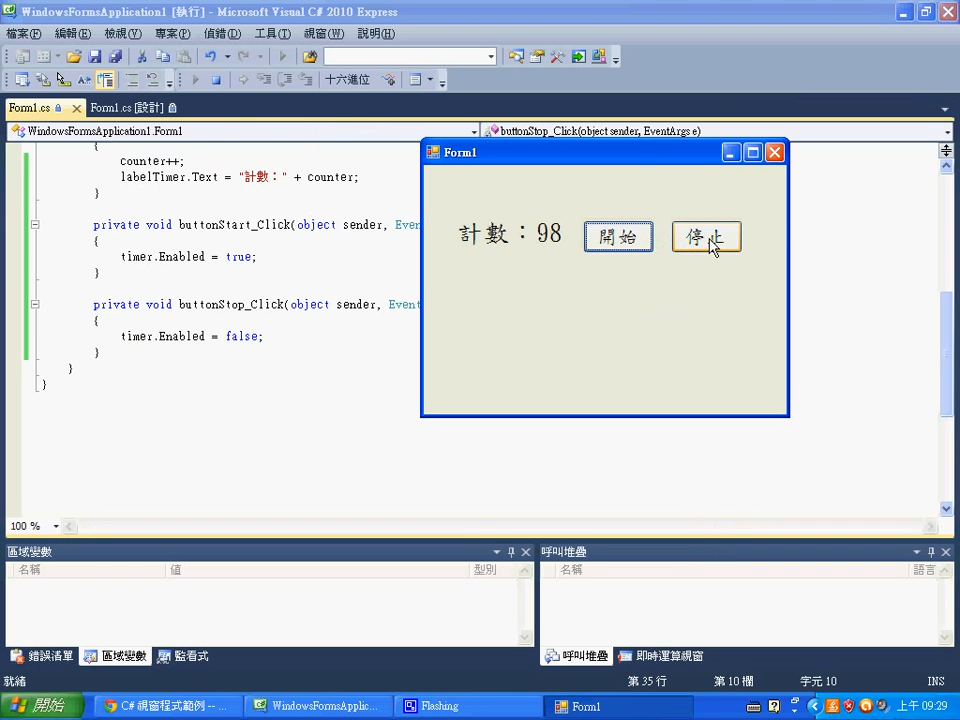 WindowsFormsApplication1 [執行] - Microsoft Visual C# 2010 Express
檔案(F) 編輯(E) 檢視(V) 專案(P) 偵錯(D) 工具(T) 視窗(W) 說明(H)
十六進位
Form1.cs Form1.cs [設計]
WindowsFormsApplication1.Form1 buttonStop_Click(object sender, EventArgs e)
{
counter++;
labelTimer.Text = "計數：" + counter;
}
private void buttonStart_Click(object sender, Even
{
timer.Enabled = true;
}
private void buttonStop_Click(object sender, Event
{
timer.Enabled = false;
}
}
}
Form1
計數：98 開始 停止
100 %
區域變數
名稱 值 型別
呼叫堆疊
名稱 語言
錯誤清單 區域變數 監看式
呼叫堆疊 即時運算視窗
就緒 第 35 行 第 10 欄 字元 10 INS
開始 C# 視窗程式範例 -- ... WindowsFormsApplic... Flashing Form1 上午 09:29